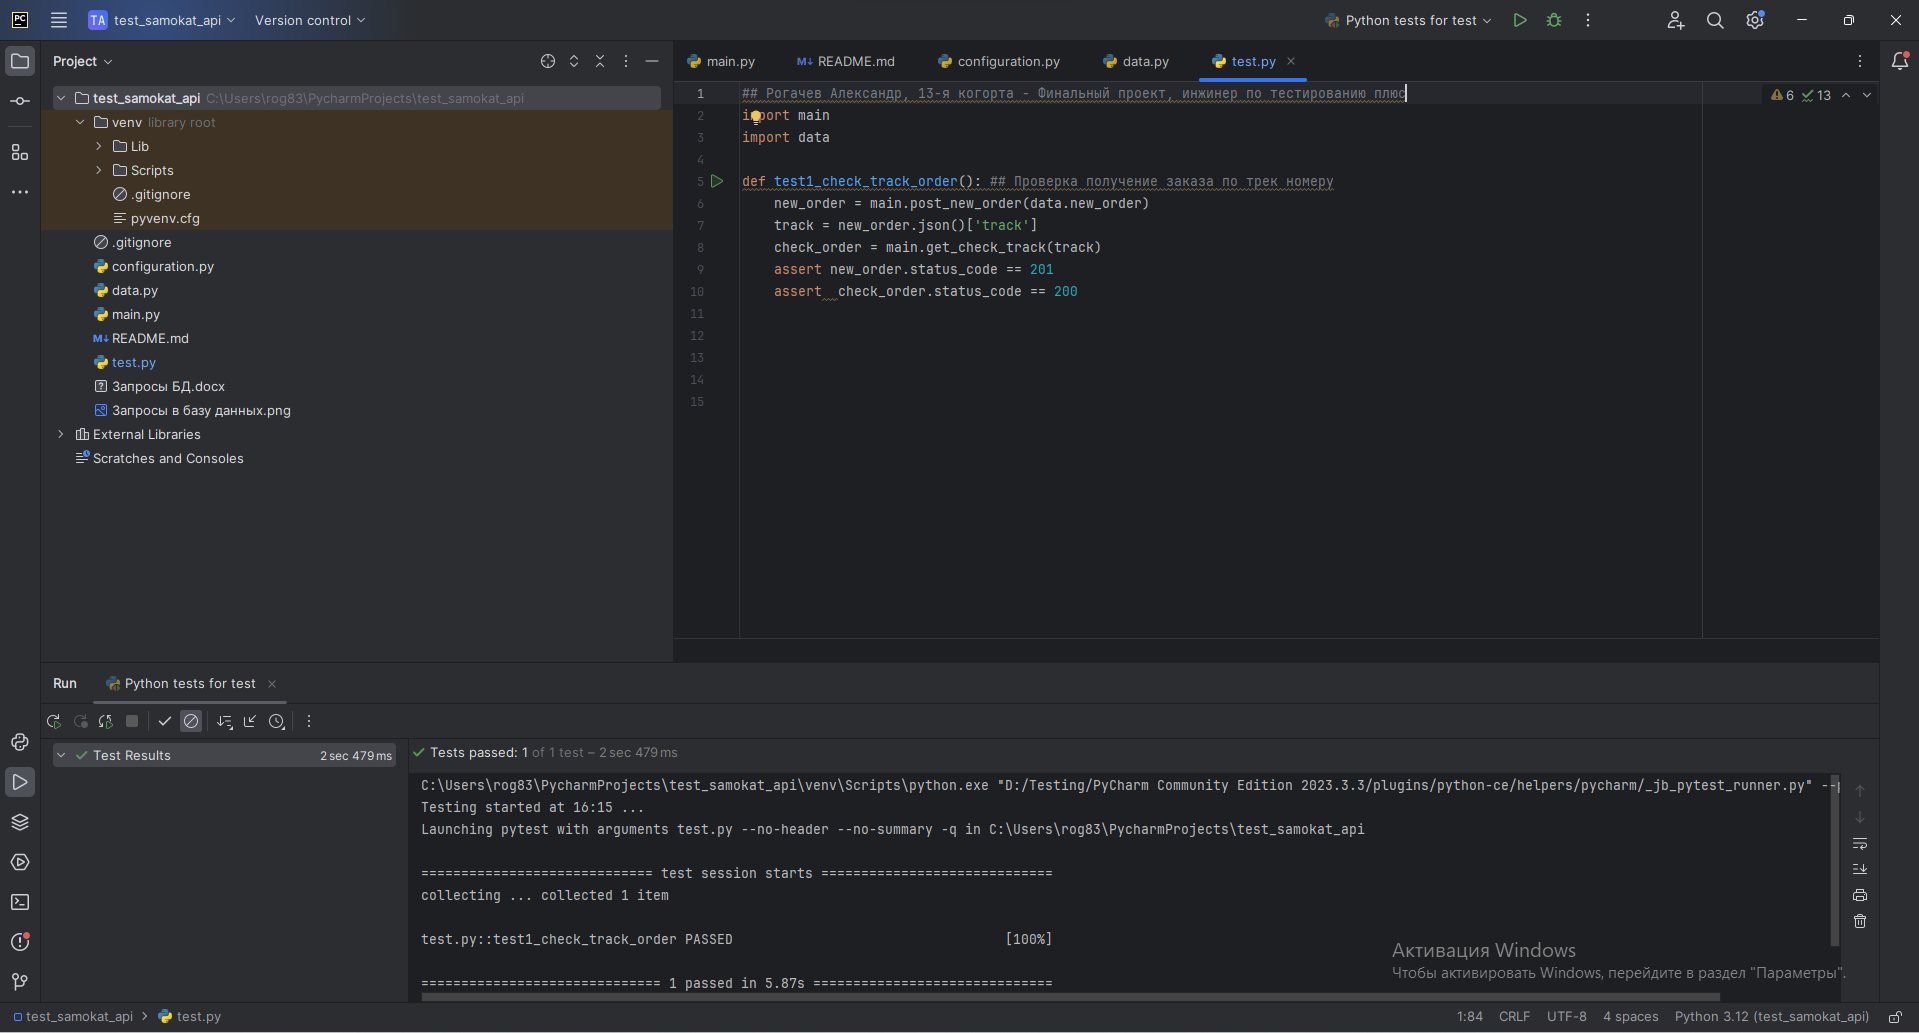 PC
TA test_samokat_api
Version control
Python tests for test
Project
test_samokat_api C:\Users\rog83\PycharmProjects\test_samokat_api
venv library root
Lib
Scripts
.gitignore
pyvenv.cfg
.gitignore
configuration.py
data.py
main.py
M↓ README.md
test.py
Запросы БД.docx
Запросы в базу данных.png
External Libraries
Scratches and Consoles
main.py
M↓ README.md
configuration.py
data.py
test.py
6 13
1 ## Рогачев Александр, 13-я когорта - Финальный проект, инжинер по тестированию плюс
2 import main
3 import data
4
5 def test1_check_track_order(): ## Проверка получение заказа по трек номеру
6 new_order = main.post_new_order(data.new_order)
7 track = new_order.json()['track']
8 check_order = main.get_check_track(track)
9 assert new_order.status_code == 201
10 assert  check_order.status_code == 200
11
12
13
14
15
Run
Python tests for test
Test Results 2 sec 479 ms
Tests passed: 1 of 1 test – 2 sec 479 ms
C:\Users\rog83\PycharmProjects\test_samokat_api\venv\Scripts\python.exe "D:/Testing/PyCharm Community Edition 2023.3.3/plugins/python-ce/helpers/pycharm/_jb_pytest_runner.py" --p
Testing started at 16:15 ...
Launching pytest with arguments test.py --no-header --no-summary -q in C:\Users\rog83\PycharmProjects\test_samokat_api
============================= test session starts =============================
collecting ... collected 1 item
test.py::test1_check_track_order PASSED [100%]
============================== 1 passed in 5.87s ==============================
Активация Windows
Чтобы активировать Windows, перейдите в раздел "Параметры".
test_samokat_api > test.py
1:84 CRLF UTF-8 4 spaces Python 3.12 (test_samokat_api)